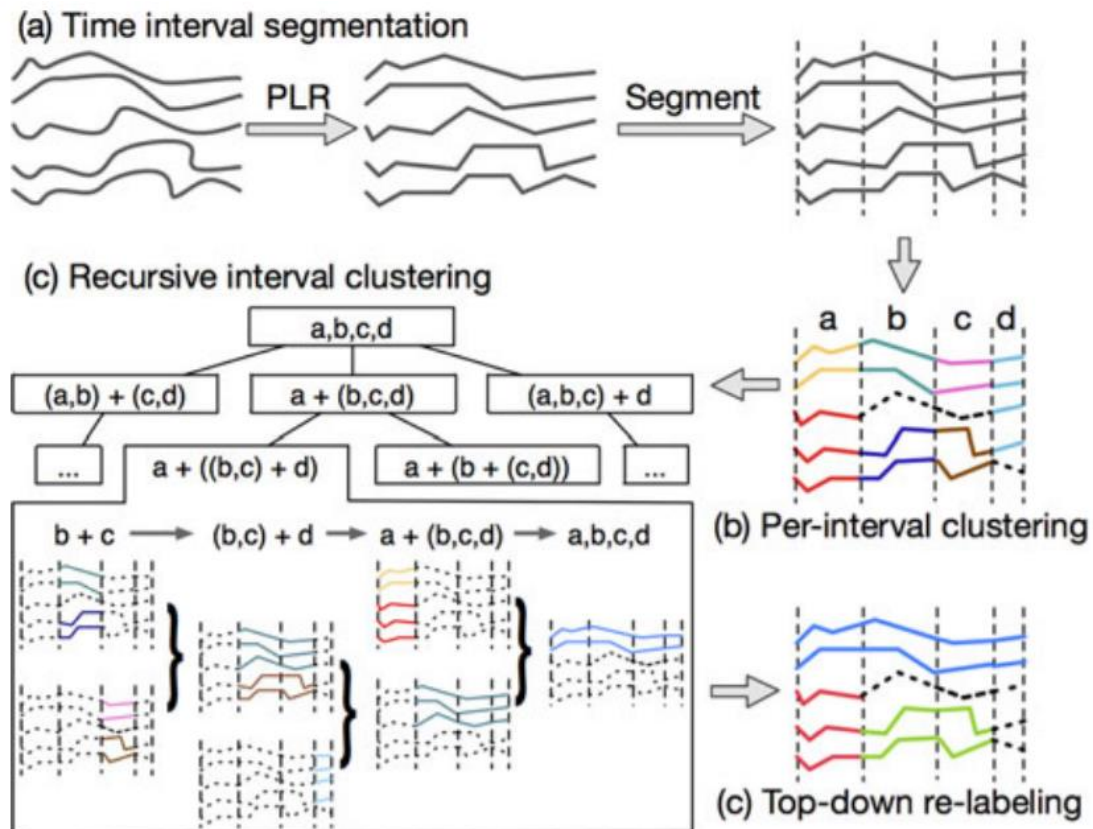 (a) Time interval segmentation
PLR
Segment
(c) Recursive interval clustering
a,b,c,d
(a,b) + (c,d)
a + (b,c,d)
(a,b,c) + d
...
a + ((b,c) + d)
a + (b + (c,d))
...
b + c
(b,c) + d
a + (b,c,d)
a,b,c,d
a b c d
(b) Per-interval clustering
(c) Top-down re-labeling